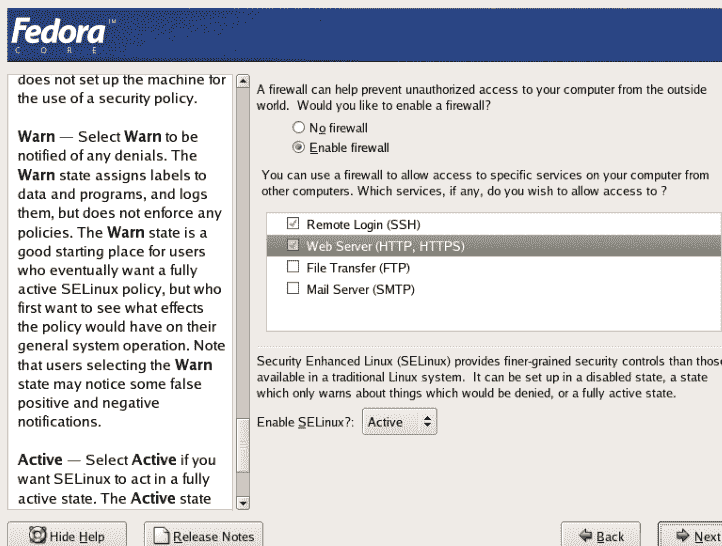 Fedora™
CORE
does not set up the machine for
the use of a security policy.
Warn — Select Warn to be
notified of any denials. The
Warn state assigns labels to
data and programs, and logs
them, but does not enforce any
policies. The Warn state is a
good starting place for users
who eventually want a fully
active SELinux policy, but who
first want to see what effects
the policy would have on their
general system operation. Note
that users selecting the Warn
state may notice some false
positive and negative
notifications.
Active — Select Active if you
want SELinux to act in a fully
active state. The Active state
A firewall can help prevent unauthorized access to your computer from the outside
world. Would you like to enable a firewall?
No firewall
Enable firewall
You can use a firewall to allow access to specific services on your computer from
other computers. Which services, if any, do you wish to allow access to ?
Remote Login (SSH)
Web Server (HTTP, HTTPS)
File Transfer (FTP)
Mail Server (SMTP)
Security Enhanced Linux (SELinux) provides finer-grained security controls than those
available in a traditional Linux system. It can be set up in a disabled state, a state
which only warns about things which would be denied, or a fully active state.
Enable SELinux?: Active
Hide Help
Release Notes
Back
Next